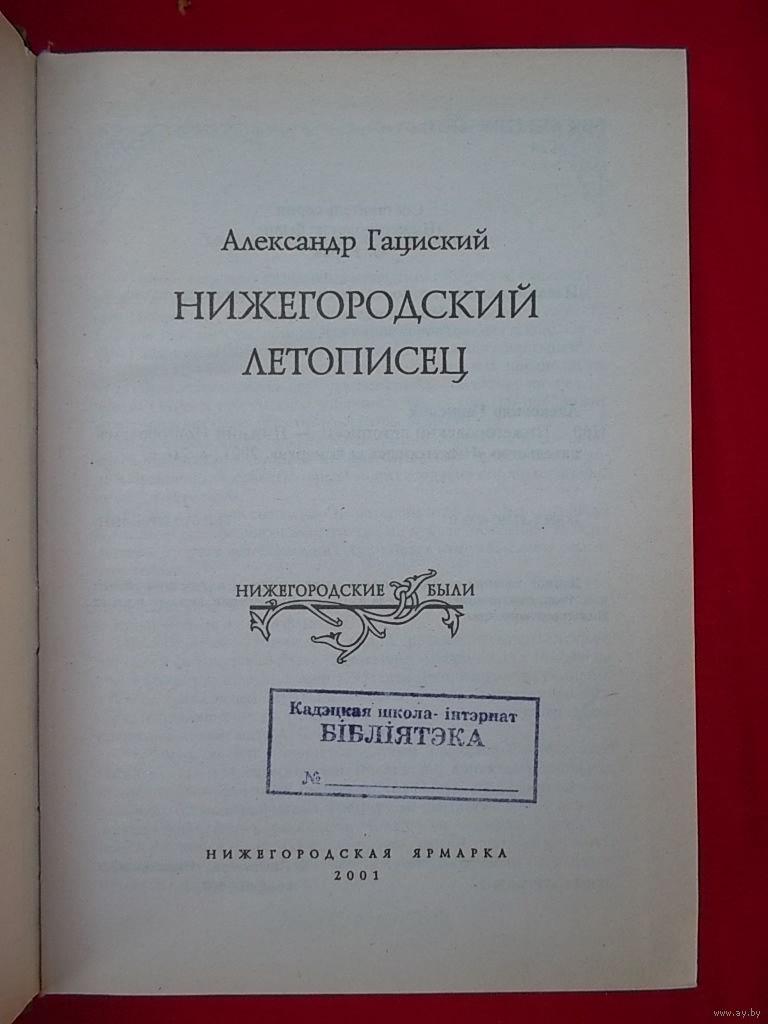 Александр Гациский
НИЖЕГОРОДСКИЙ
ЛЕТОПИСЕЦ
НИЖЕГОРОДСКИЕ БЫЛИ
Кадэцкая школа- інтэрнат
БІБЛІЯТЭКА
№
НИЖЕГОРОДСКАЯ ЯРМАРКА
2001
www.ay.by